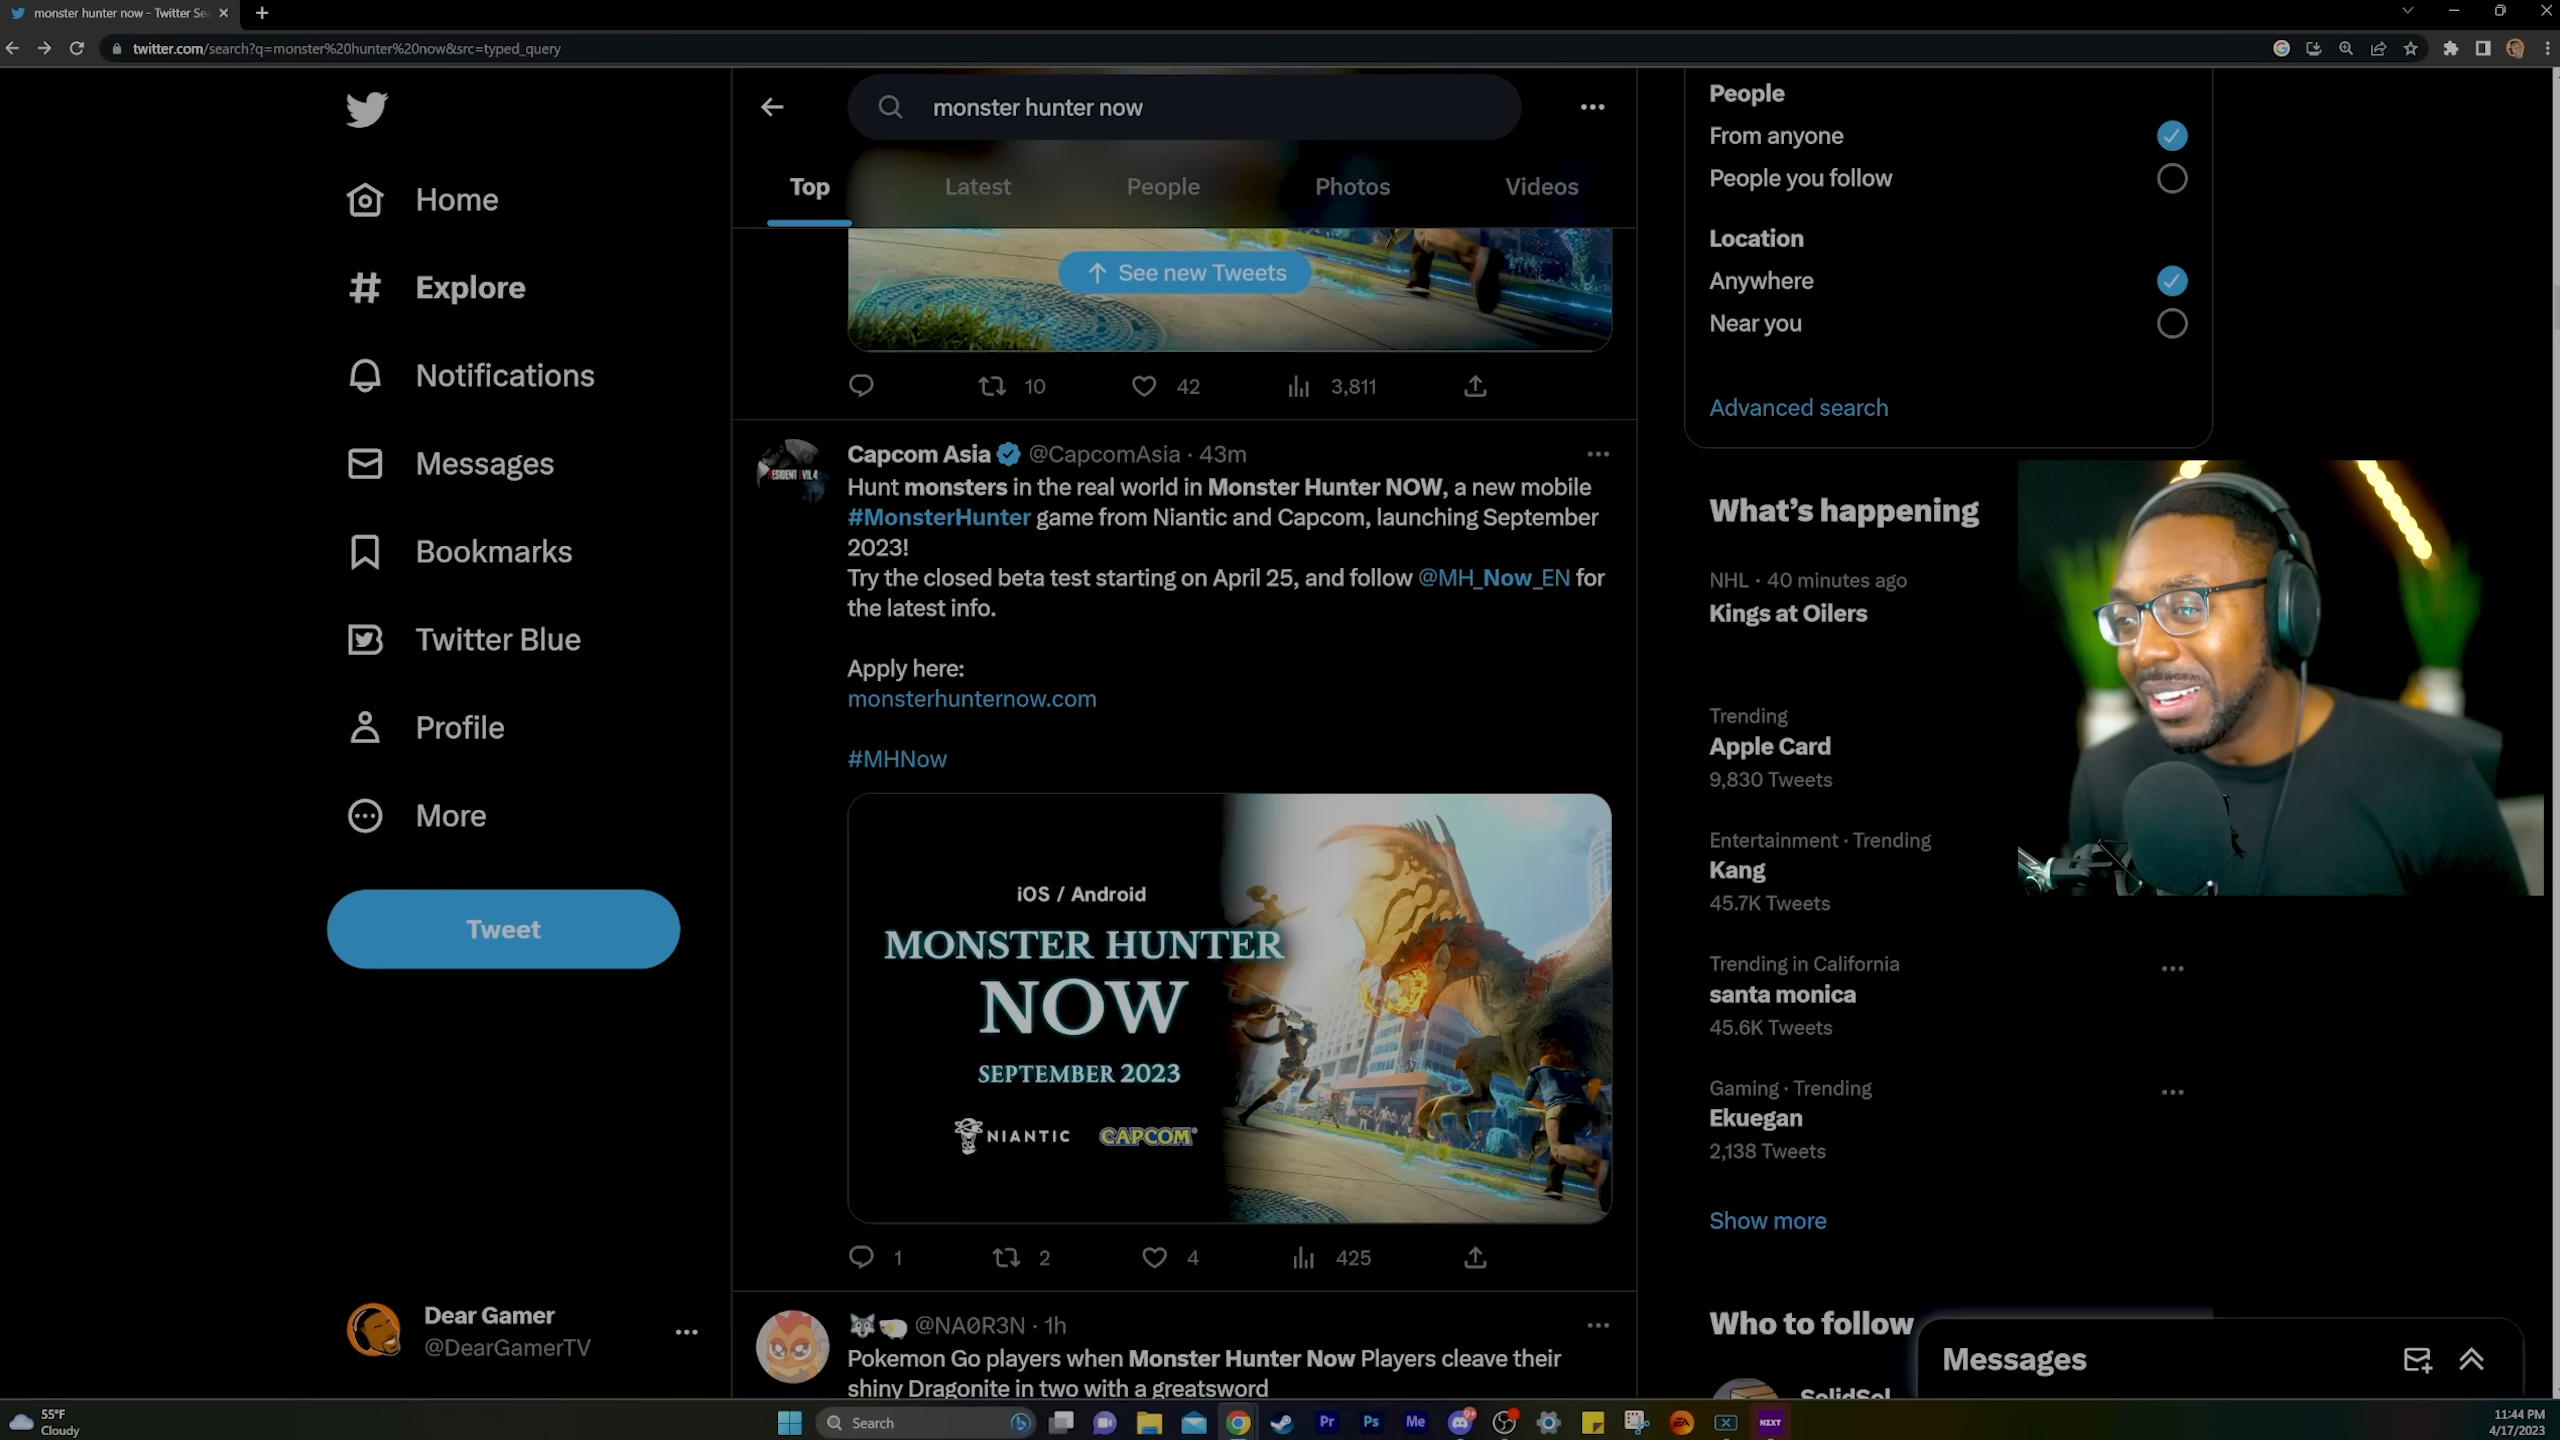 monster hunter now - Twitter Se
twitter.com/search?q=monster%20hunter%20now&src=typed_query
Home
Explore
Notifications
Messages
Bookmarks
Twitter Blue
Profile
More
Tweet
Dear Gamer
@DearGamerTV
monster hunter now
Top
Latest
People
Photos
Videos
See new Tweets
10
42
3,811
Capcom Asia @CapcomAsia · 43m
Hunt monsters in the real world in Monster Hunter NOW, a new mobile
#MonsterHunter game from Niantic and Capcom, launching September
2023!
Try the closed beta test starting on April 25, and follow @MH_Now_EN for
the latest info.
Apply here:
monsterhunternow.com
#MHNow
iOS / Android
MONSTER HUNTER
NOW
SEPTEMBER 2023
NIANTIC CAPCOM
1
2
4
425
@NA0R3N · 1h
Pokemon Go players when Monster Hunter Now Players cleave their
shiny Dragonite in two with a greatsword
People
From anyone
People you follow
Location
Anywhere
Near you
Advanced search
What's happening
NHL · 40 minutes ago
Kings at Oilers
Trending
Apple Card
9,830 Tweets
Entertainment · Trending
Kang
45.7K Tweets
Trending in California
santa monica
45.6K Tweets
Gaming · Trending
Ekuegan
2,138 Tweets
Show more
Who to follow
SolidSol
Messages
55°F
Cloudy
Search
Pr
Ps
Me
9+
EA
NZXT
11:44 PM
4/17/2023